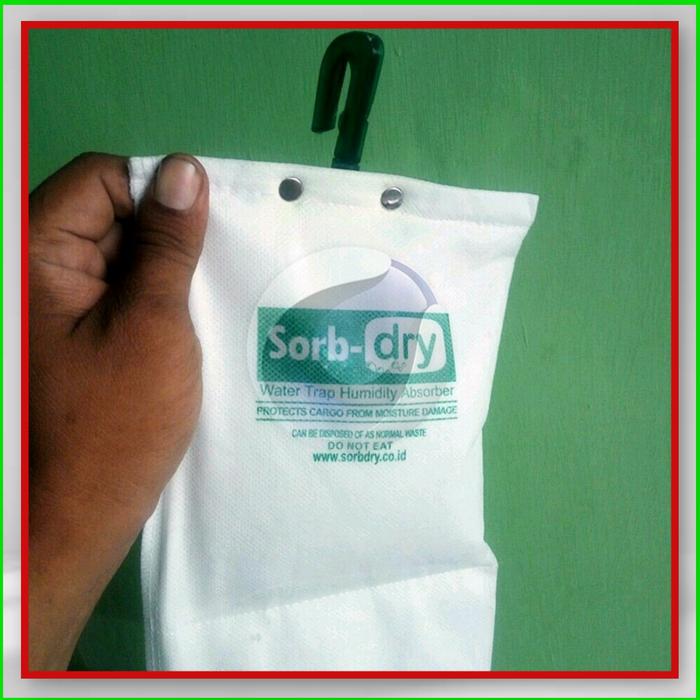 Sorb-dry
Water Trap Humidity Absorber
PROTECTS CARGO FROM MOISTURE DAMAGE
CAN BE DISPOSED OF AS NORMAL WASTE
DO NOT EAT
www.sorbdry.co.id